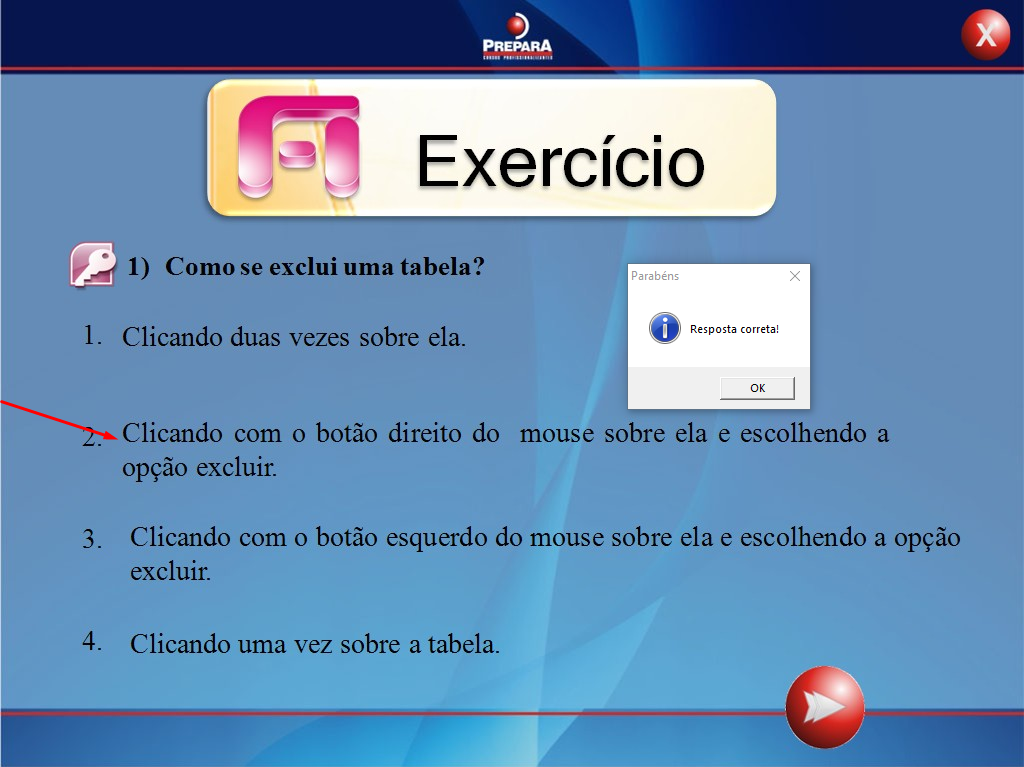 PREPARA
CURSOS PROFISSIONALIZANTES
X
Exercício
1) Como se exclui uma tabela?
Parabéns
Resposta correta!
OK
1. Clicando duas vezes sobre ela.
2. Clicando com o botão direito do mouse sobre ela e escolhendo a
opção excluir.
3. Clicando com o botão esquerdo do mouse sobre ela e escolhendo a opção
excluir.
4. Clicando uma vez sobre a tabela.